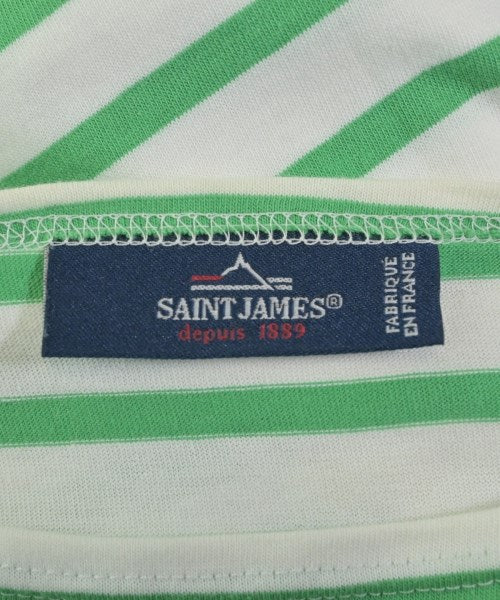 SAINT JAMES®
depuis 1889
FABRIQUE
EN FRANCE